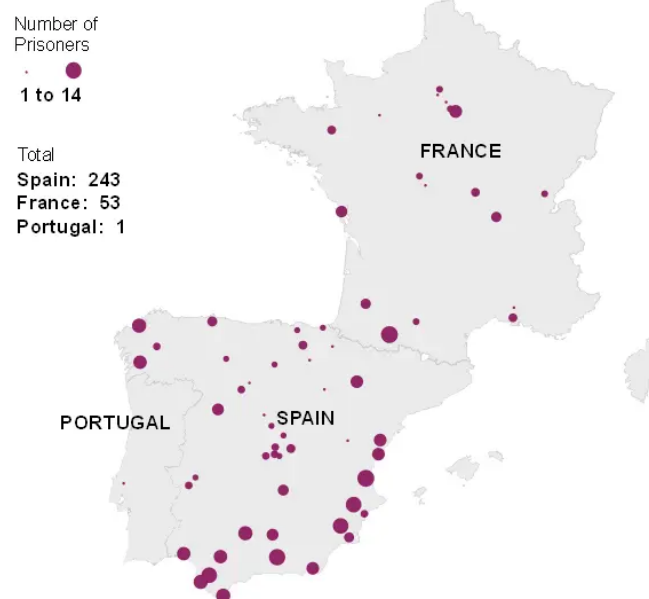 Number of
Prisoners
1 to 14
Total
Spain: 243
France: 53
Portugal: 1
FRANCE
PORTUGAL
SPAIN